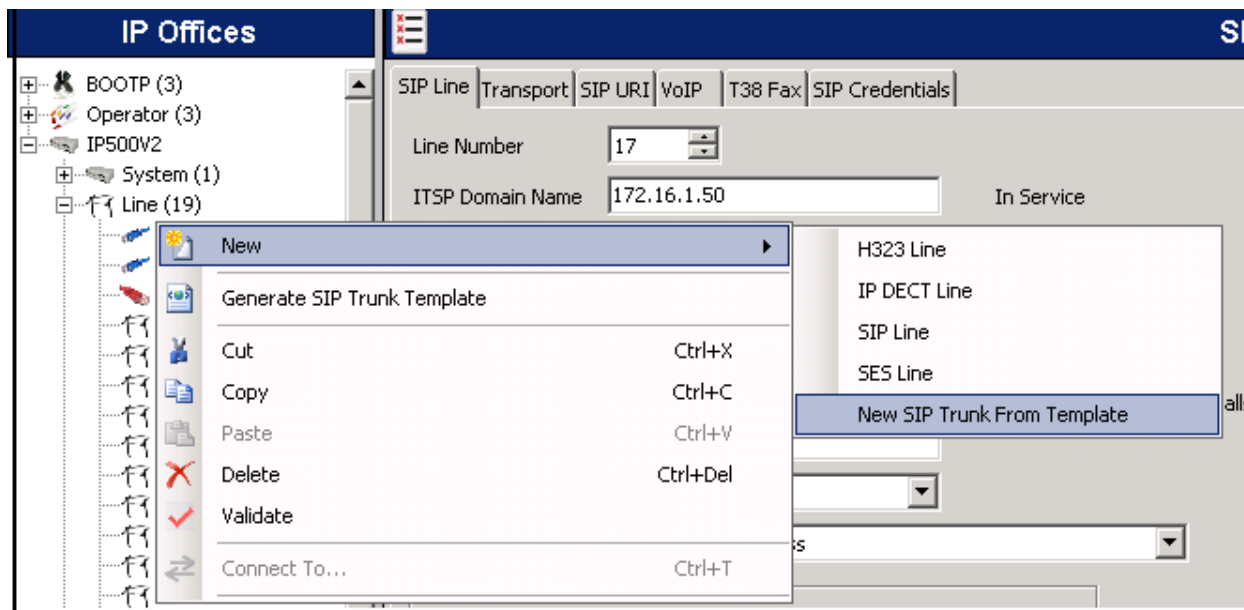 IP Offices
SI
BOOTP (3)
Operator (3)
IP500V2
System (1)
Line (19)
SIP Line Transport SIP URI VoIP T38 Fax SIP Credentials
Line Number 17
ITSP Domain Name 172.16.1.50 In Service
New
Generate SIP Trunk Template
Cut Ctrl+X
Copy Ctrl+C
Paste Ctrl+V
Delete Ctrl+Del
Validate
Connect To... Ctrl+T
H323 Line
IP DECT Line
SIP Line
SES Line
New SIP Trunk From Template